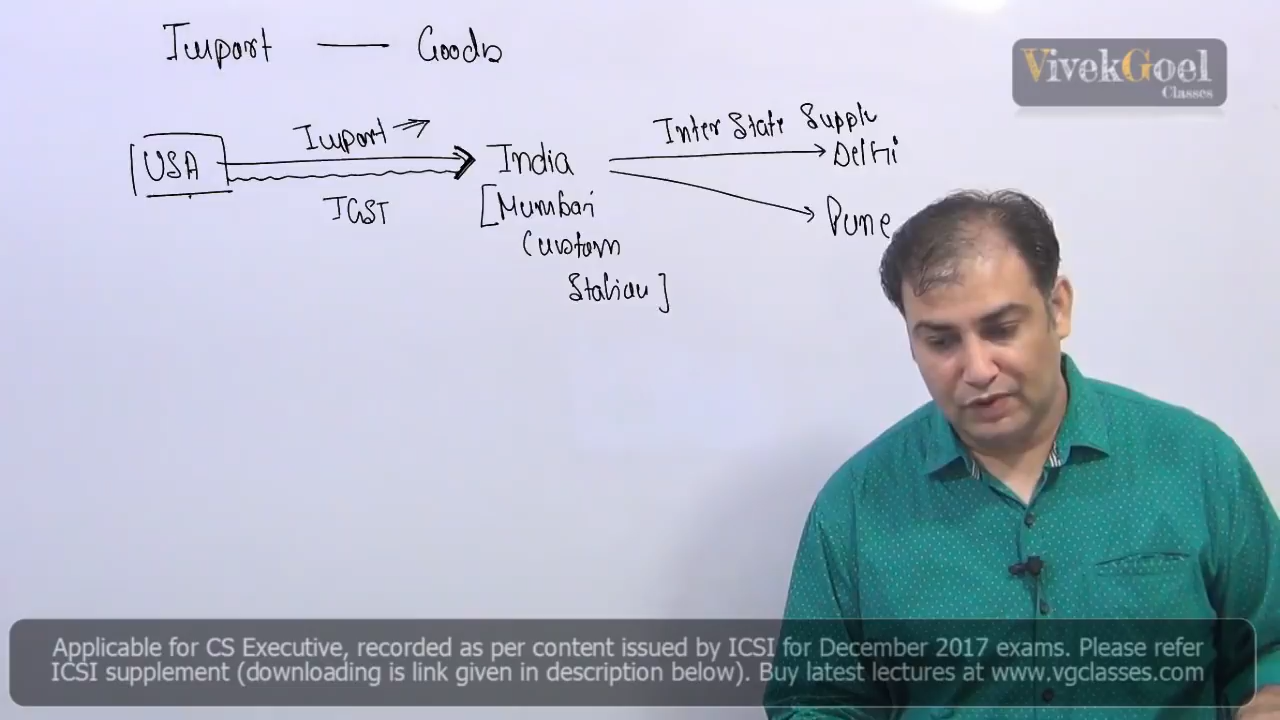 Import — Goods
VivekGoel
Classes
Import
Inter State Supply
USA
India
Delhi
IGST
[Mumbai
Pune
Custom
Station]
Applicable for CS Executive, recorded as per content issued by ICSI for December 2017 exams. Please refer
ICSI supplement (downloading is link given in description below). Buy latest lectures at www.vgclasses.com